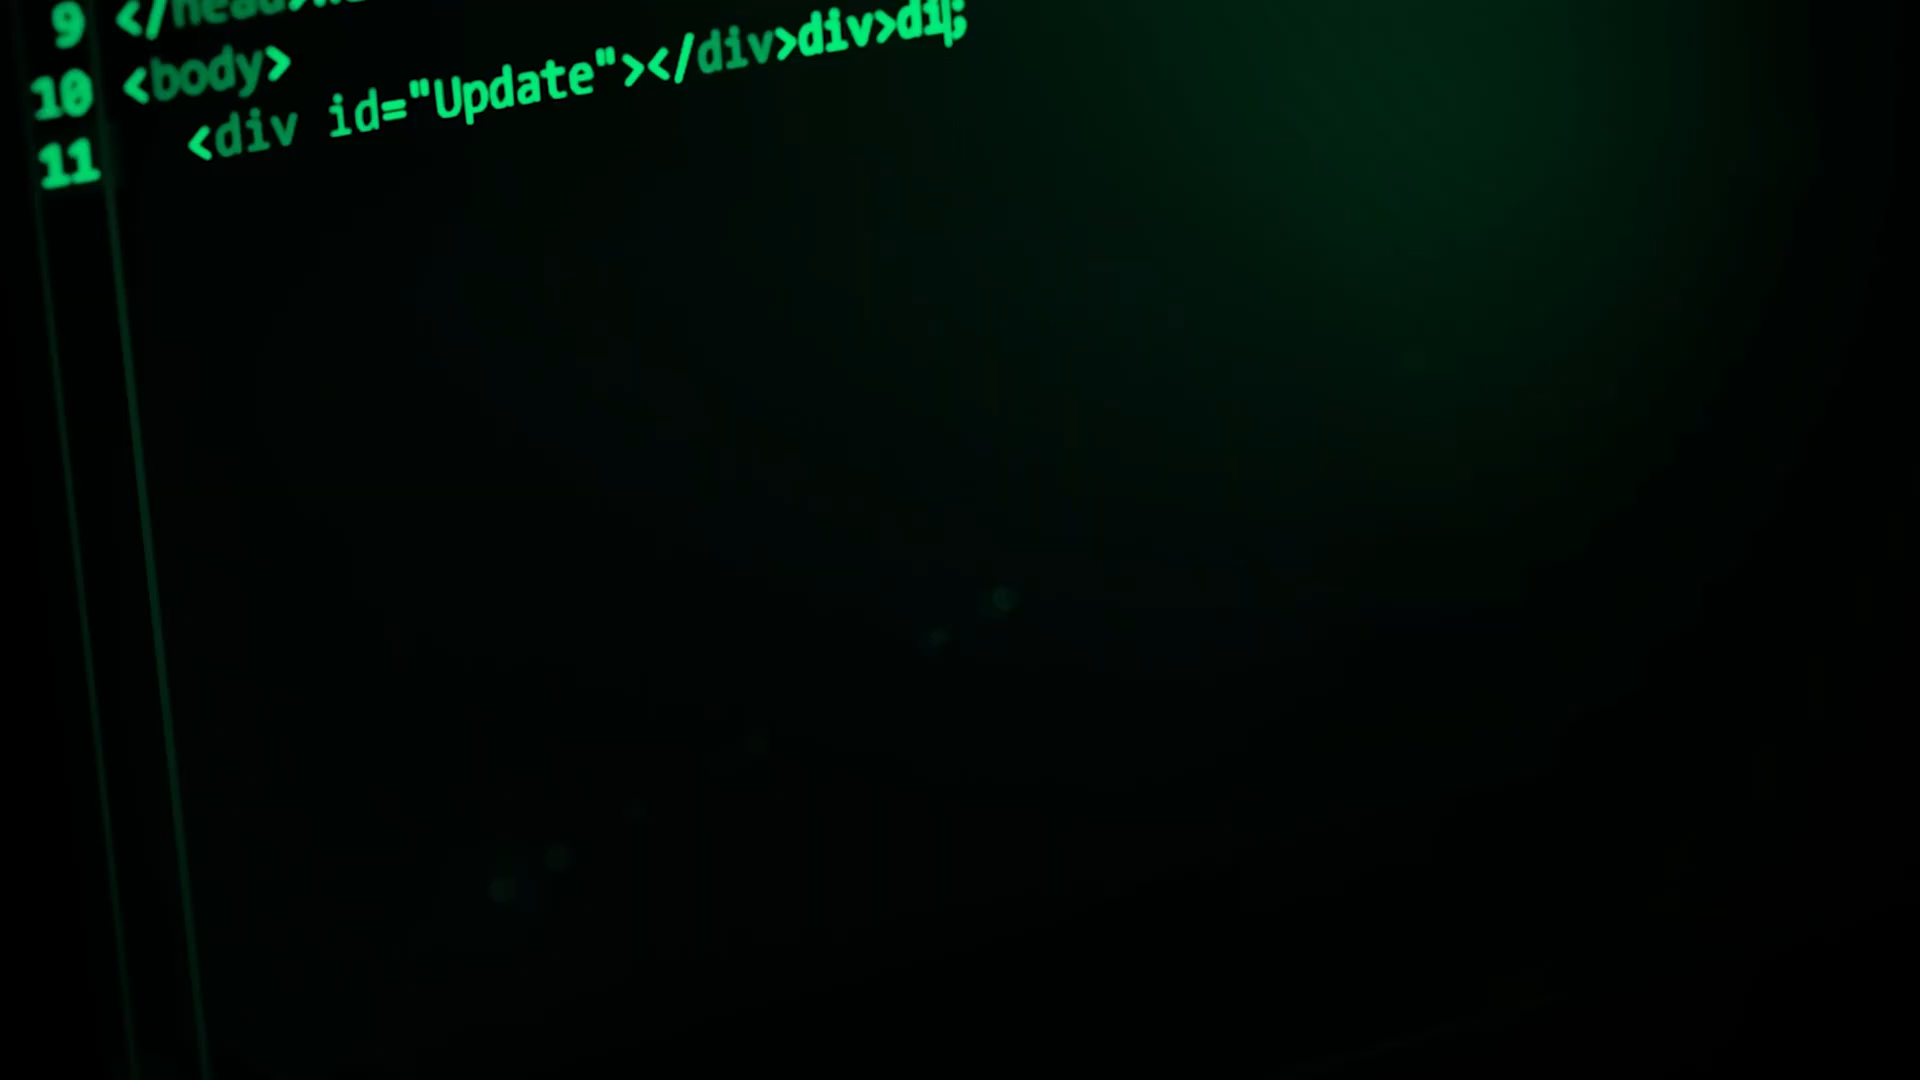 9 </head>
10 <body>
11 <div id="Update"></div>div>di;